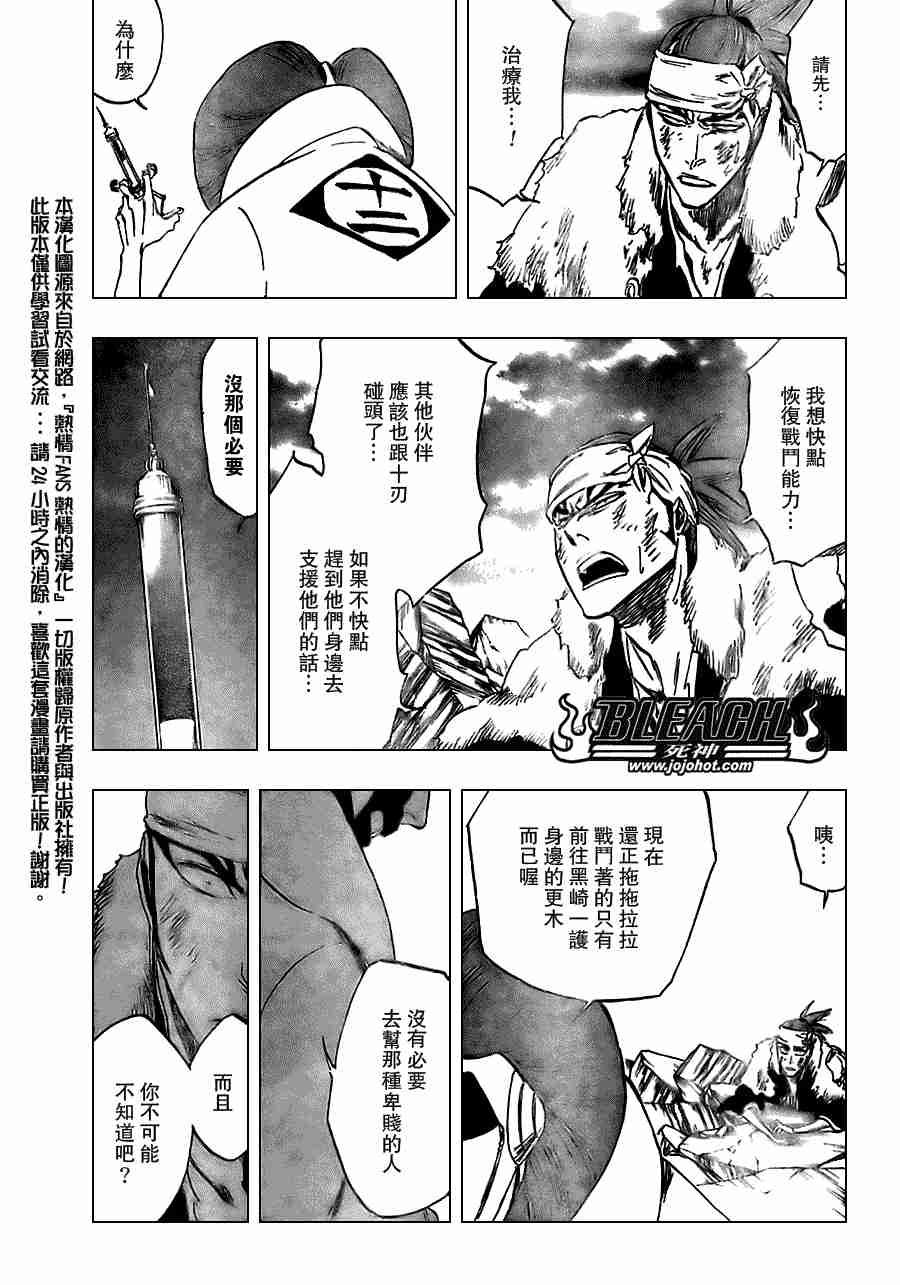 請先…
治療我…！
為什麼
十二
我想快點
恢復戰鬥能力…
其他伙伴
應該也跟十刃
碰頭了…
如果不快點
趕到他們身邊去
支援他們的話…
沒那個必要
咦…
現在
還正拖拖拉拉
戰鬥著的只有
前往黑崎一護
身邊的更木
而已喔
沒有必要
去幫那種卑賤的人
而且
你不可能
不知道吧？
BLEACH
死神
www.jojohot.com
本漢化圖源來自於網路，『熱情FANS熱情的漢化』一切版權歸原作者與出版社擁有！
此版本僅供學習試看交流...請24小時之內消除，喜歡這套漫畫請購買正版！謝謝。